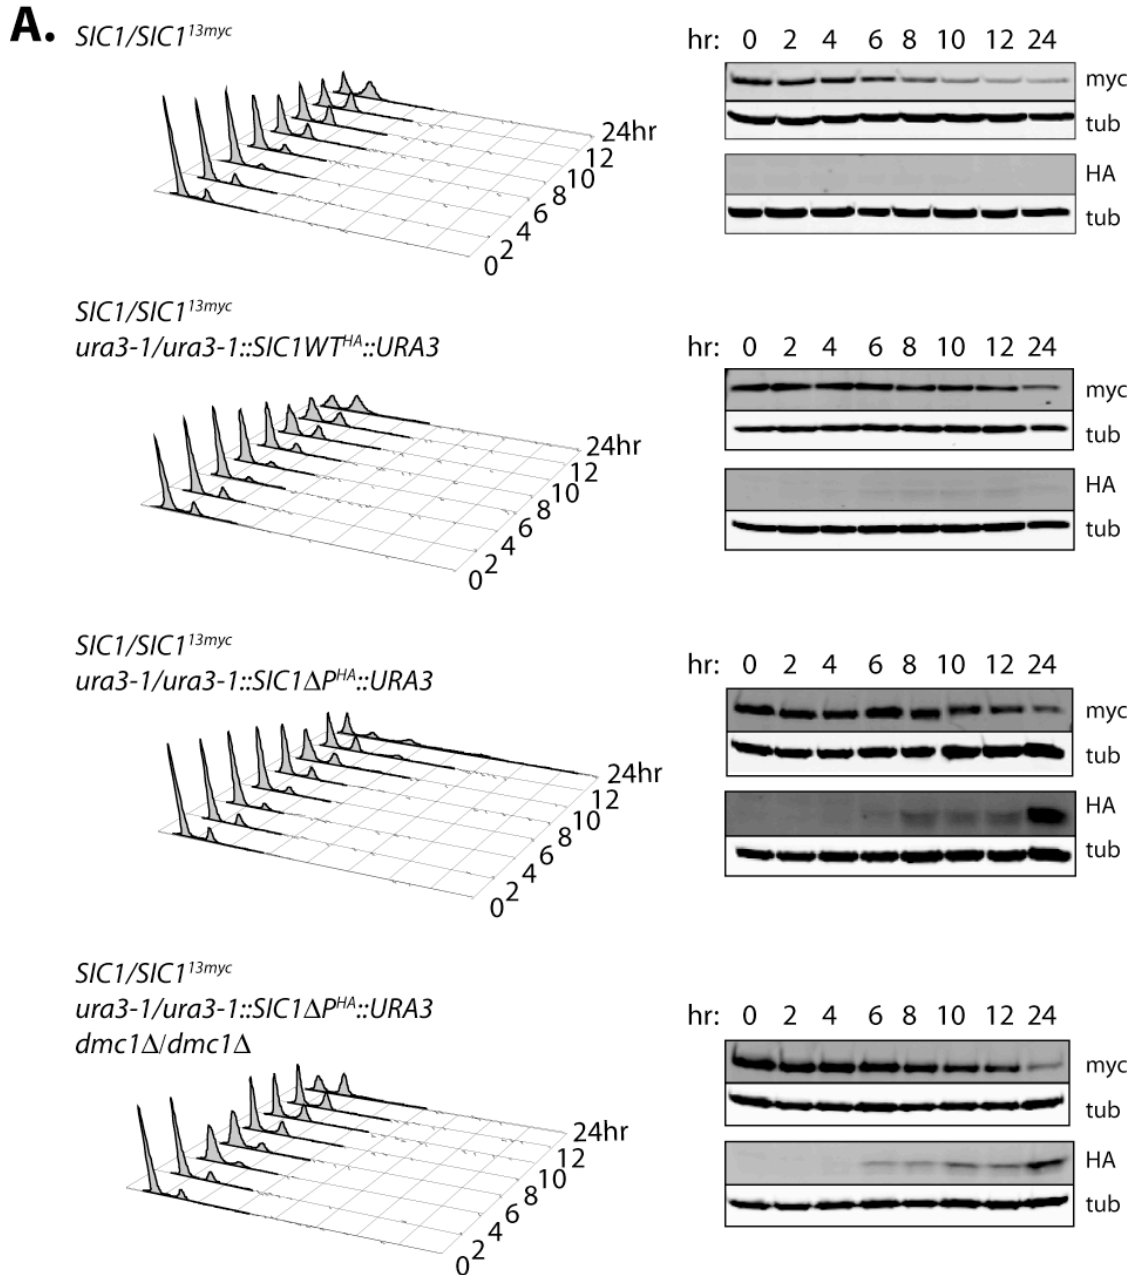 A.
SIC1/SIC1^13myc
hr: 0 2 4 6 8 10 12 24
myc
tub
HA
tub
0 2 4 6 8 10 12 24hr
SIC1/SIC1^13myc
ura3-1/ura3-1::SIC1WT^HA::URA3
hr: 0 2 4 6 8 10 12 24
myc
tub
HA
tub
0 2 4 6 8 10 12 24hr
SIC1/SIC1^13myc
ura3-1/ura3-1::SIC1ΔP^HA::URA3
hr: 0 2 4 6 8 10 12 24
myc
tub
HA
tub
0 2 4 6 8 10 12 24hr
SIC1/SIC1^13myc
ura3-1/ura3-1::SIC1ΔP^HA::URA3
dmc1Δ/dmc1Δ
hr: 0 2 4 6 8 10 12 24
myc
tub
HA
tub
0 2 4 6 8 10 12 24hr